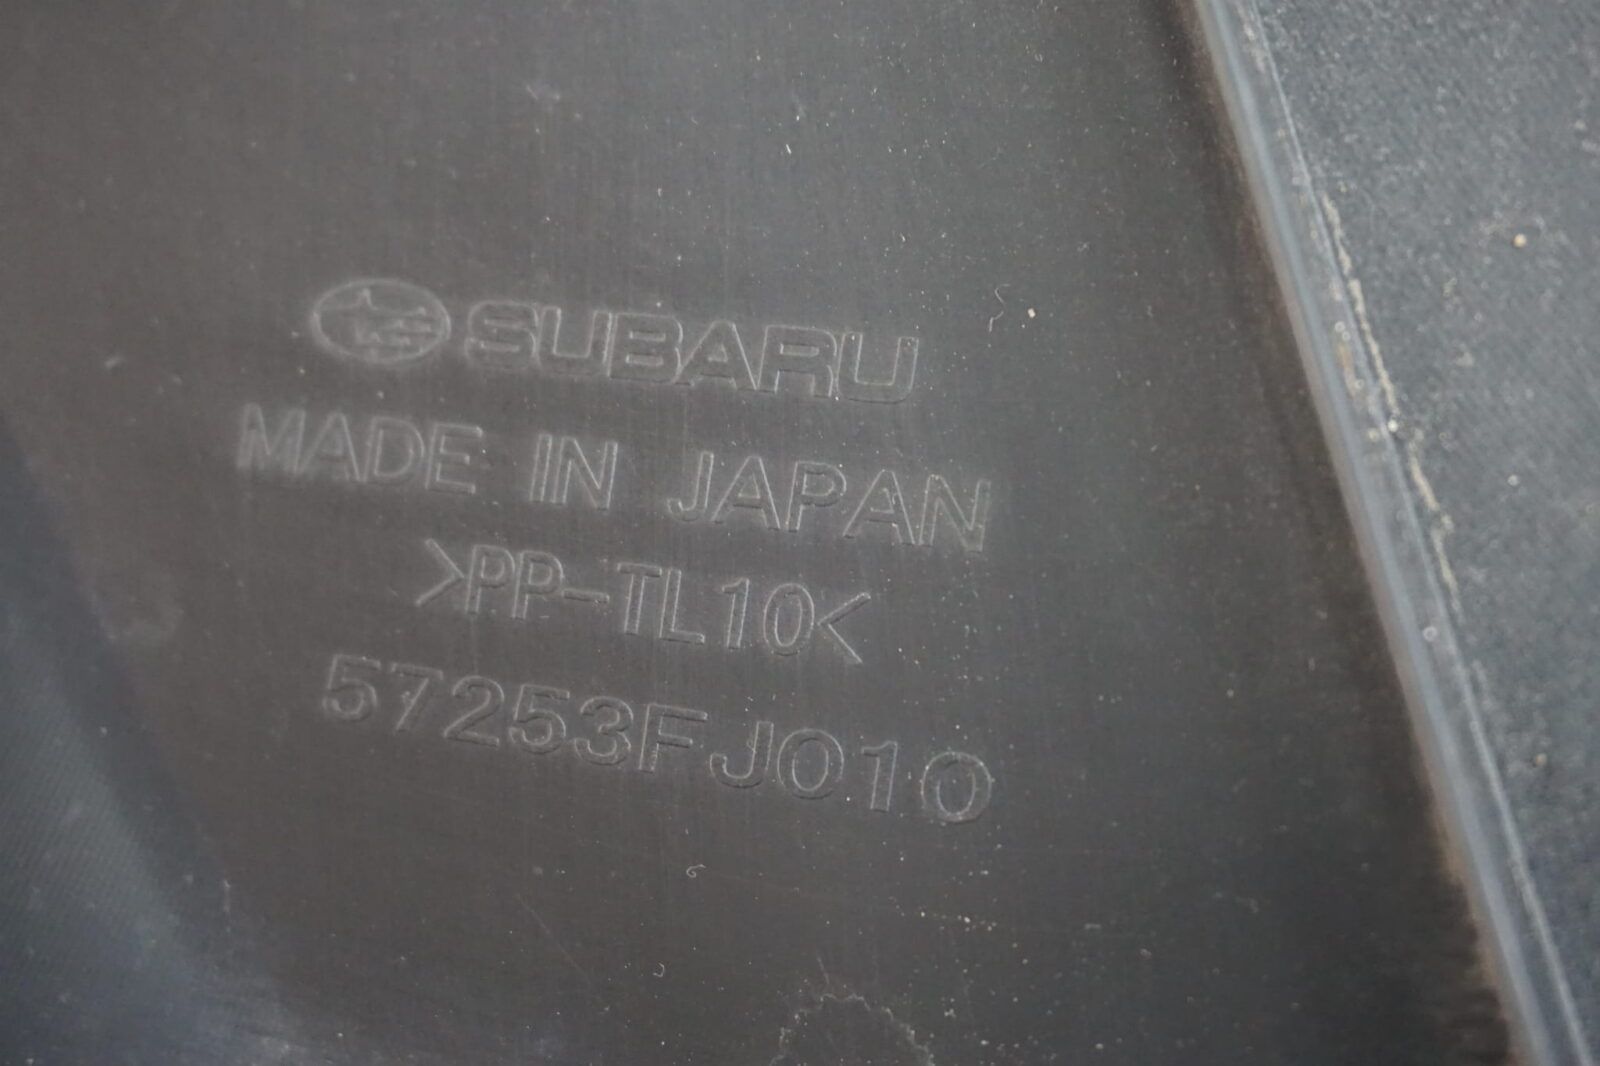 SUBARU
MADE IN JAPAN
>PP-TL10<
57253FJ010